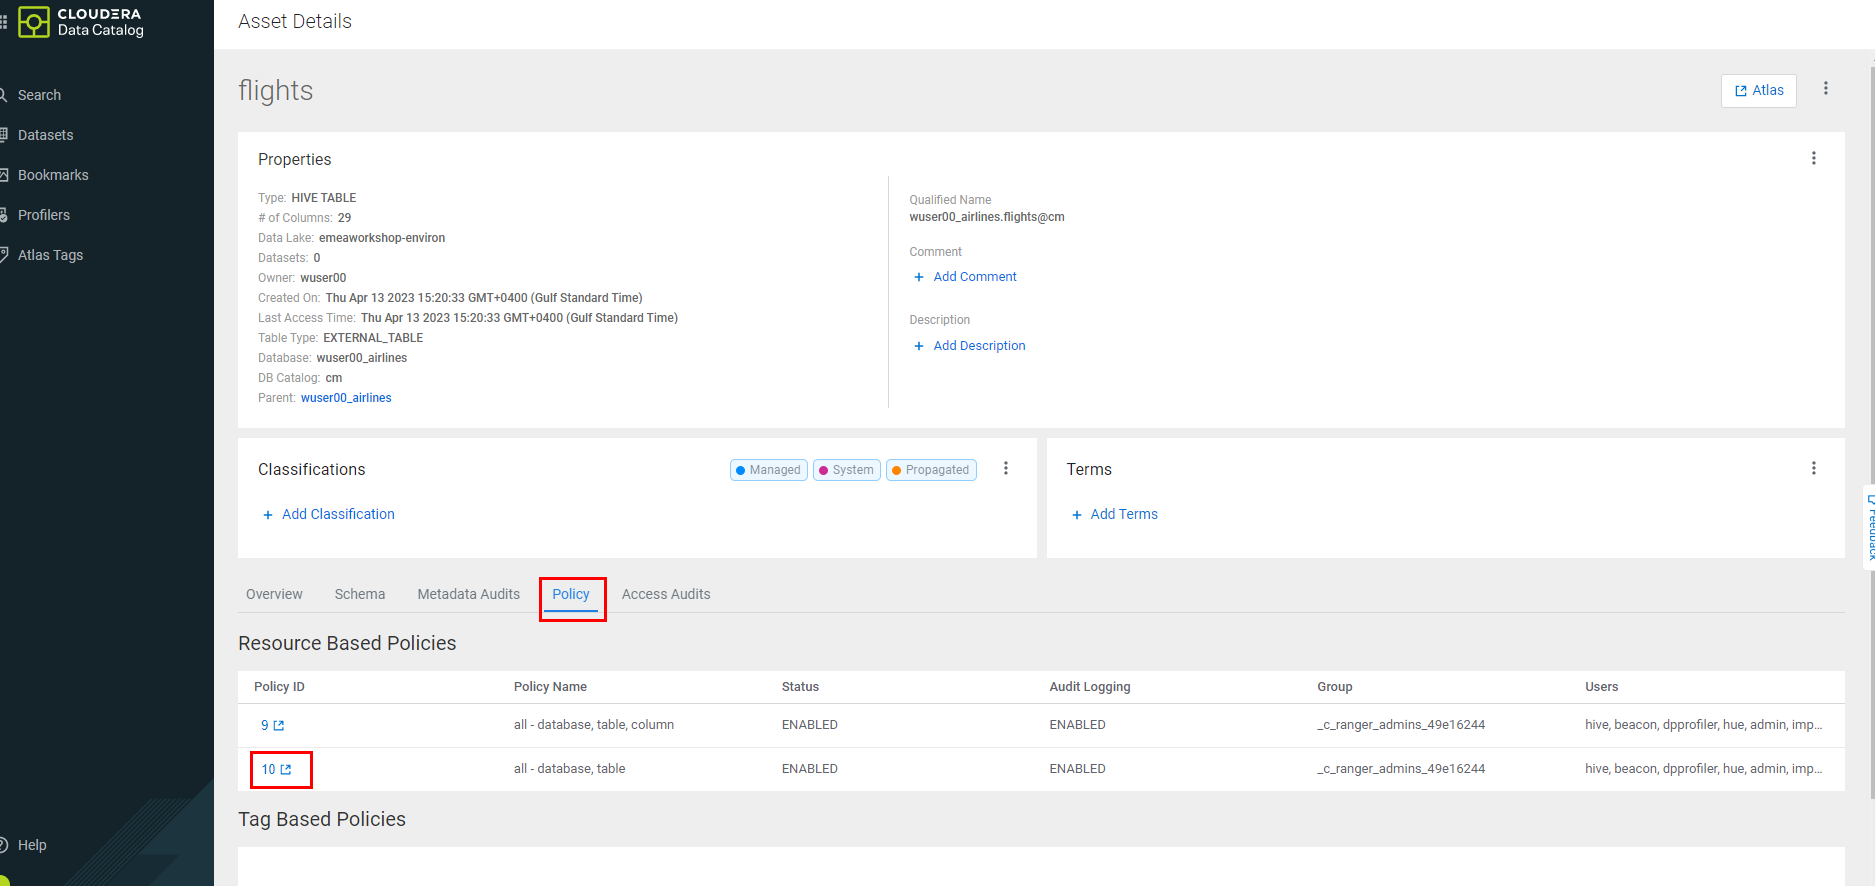 CLOUDERA
Data Catalog
Search
Datasets
Bookmarks
Profilers
Atlas Tags
Help
Asset Details
flights
Atlas
Properties
Type: HIVE TABLE
# of Columns: 29
Data Lake: emeaworkshop-environ
Datasets: 0
Owner: wuser00
Created On: Thu Apr 13 2023 15:20:33 GMT+0400 (Gulf Standard Time)
Last Access Time: Thu Apr 13 2023 15:20:33 GMT+0400 (Gulf Standard Time)
Table Type: EXTERNAL_TABLE
Database: wuser00_airlines
DB Catalog: cm
Parent: wuser00_airlines
Qualified Name
wuser00_airlines.flights@cm
Comment
+ Add Comment
Description
+ Add Description
Classifications Managed System Propagated
+ Add Classification
Terms
+ Add Terms
Feedback
Overview Schema Metadata Audits Policy Access Audits
Resource Based Policies
Policy ID Policy Name Status Audit Logging Group Users
9 all - database, table, column ENABLED ENABLED _c_ranger_admins_49e16244 hive, beacon, dpprofiler, hue, admin, imp...
10 all - database, table ENABLED ENABLED _c_ranger_admins_49e16244 hive, beacon, dpprofiler, hue, admin, imp...
Tag Based Policies